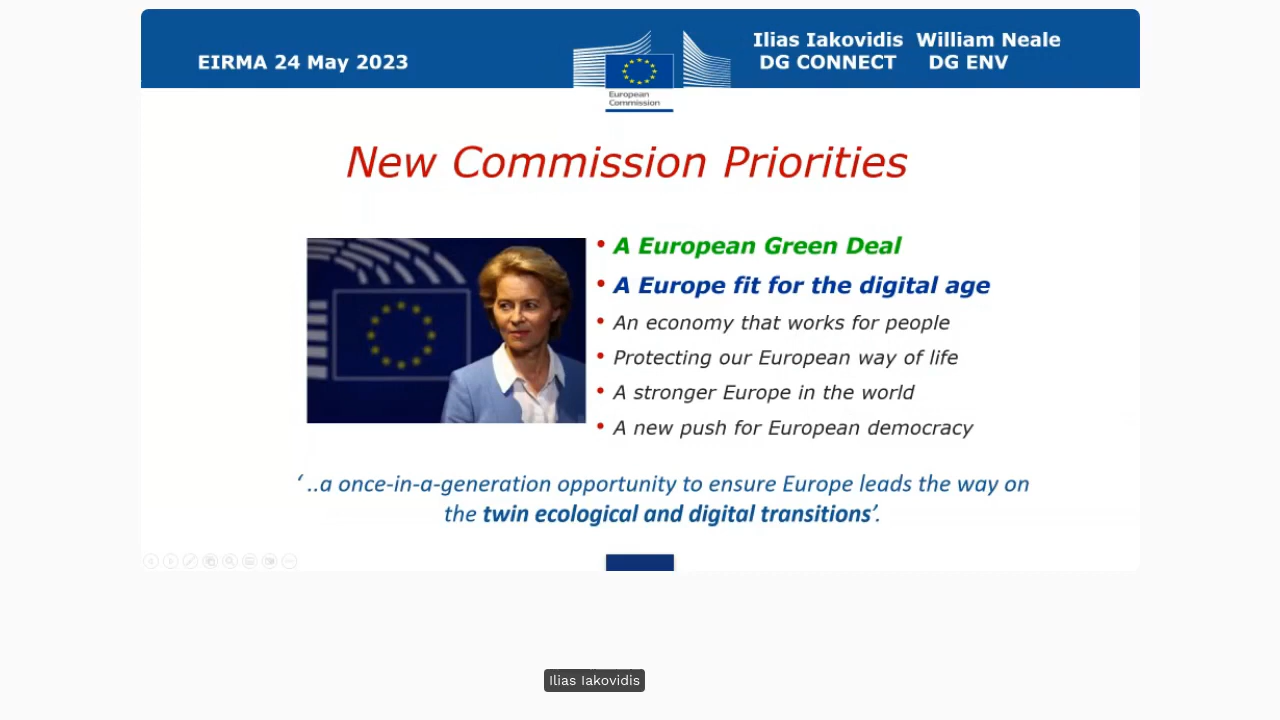 EIRMA 24 May 2023
Ilias Iakovidis William Neale
DG CONNECT DG ENV
European
Commission
New Commission Priorities
• A European Green Deal
• A Europe fit for the digital age
• An economy that works for people
• Protecting our European way of life
• A stronger Europe in the world
• A new push for European democracy
‘ ..a once-in-a-generation opportunity to ensure Europe leads the way on
the twin ecological and digital transitions’.
Ilias Iakovidis